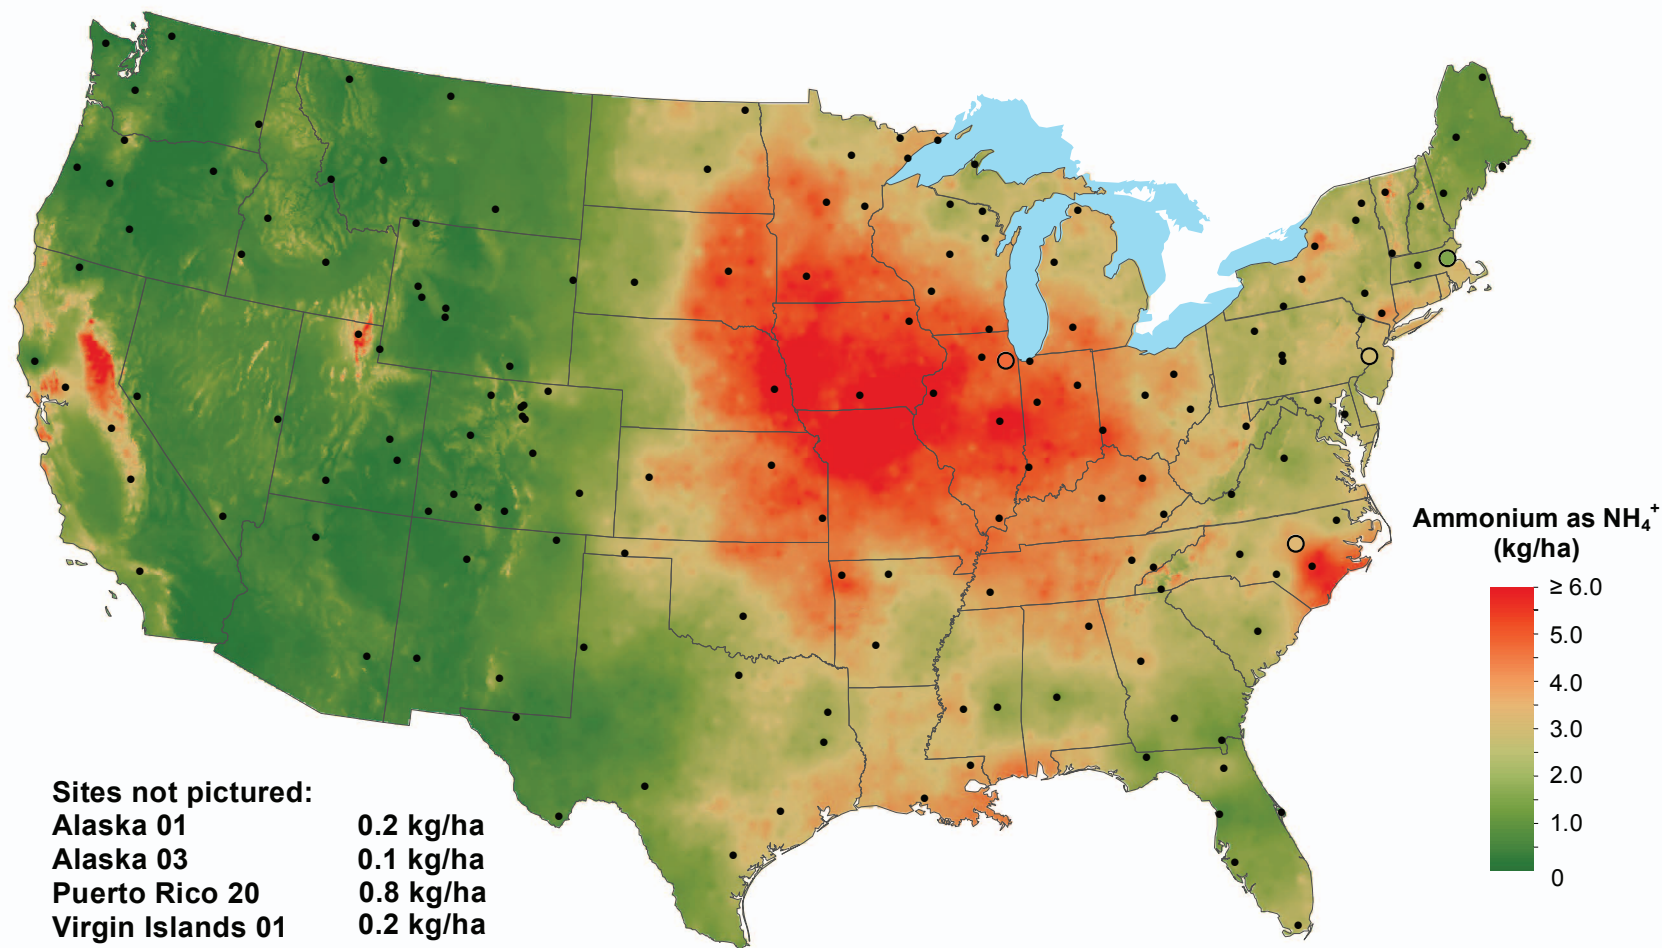 Ammonium as NH₄⁺
(kg/ha)
≥ 6.0
5.0
4.0
3.0
2.0
1.0
0
Sites not pictured:
Alaska 01 0.2 kg/ha
Alaska 03 0.1 kg/ha
Puerto Rico 20 0.8 kg/ha
Virgin Islands 01 0.2 kg/ha